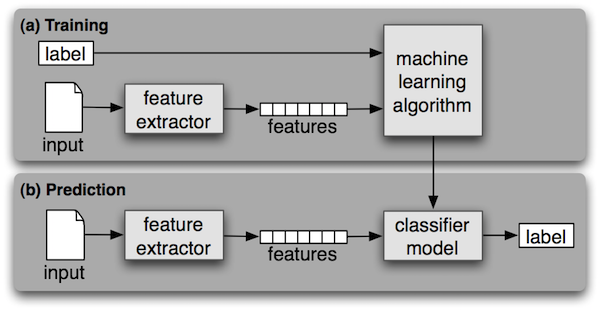 (a) Training
label
input
feature
extractor
features
machine
learning
algorithm
(b) Prediction
input
feature
extractor
features
classifier
model
label